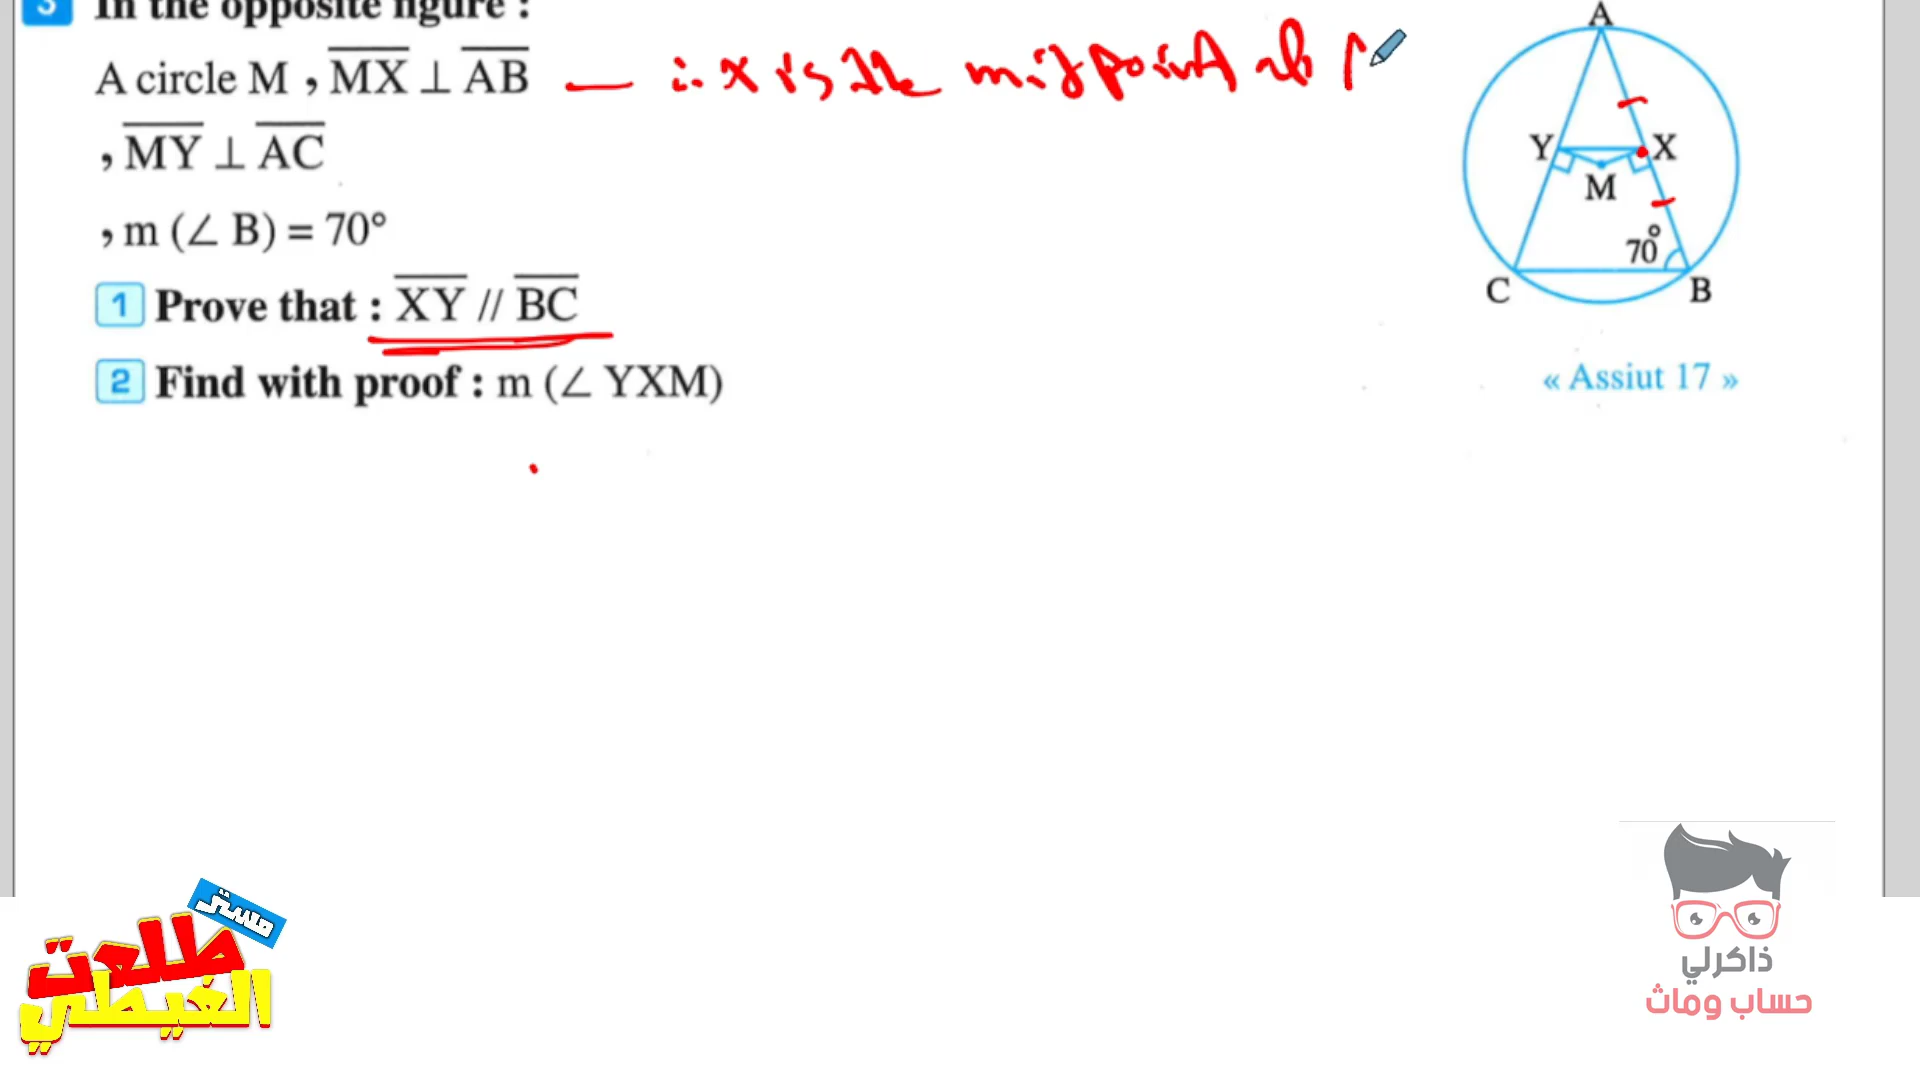 3 In the opposite figure :
A circle M , MX ⊥ AB — ∴ X is the midpoint of
, MY ⊥ AC
, m (∠ B) = 70°
1 Prove that : XY // BC
2 Find with proof : m (∠ YXM)
A
Y X
M
70°
C B
« Assiut 17 »
مستر
طلعت
الغيطي
ذاكرلي
حساب وماث